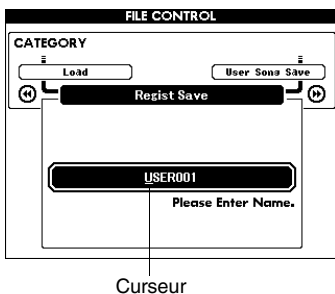 FILE CONTROL
CATEGORY
Load
User Song Save
Regist Save
USER001
Please Enter Name.
Curseur